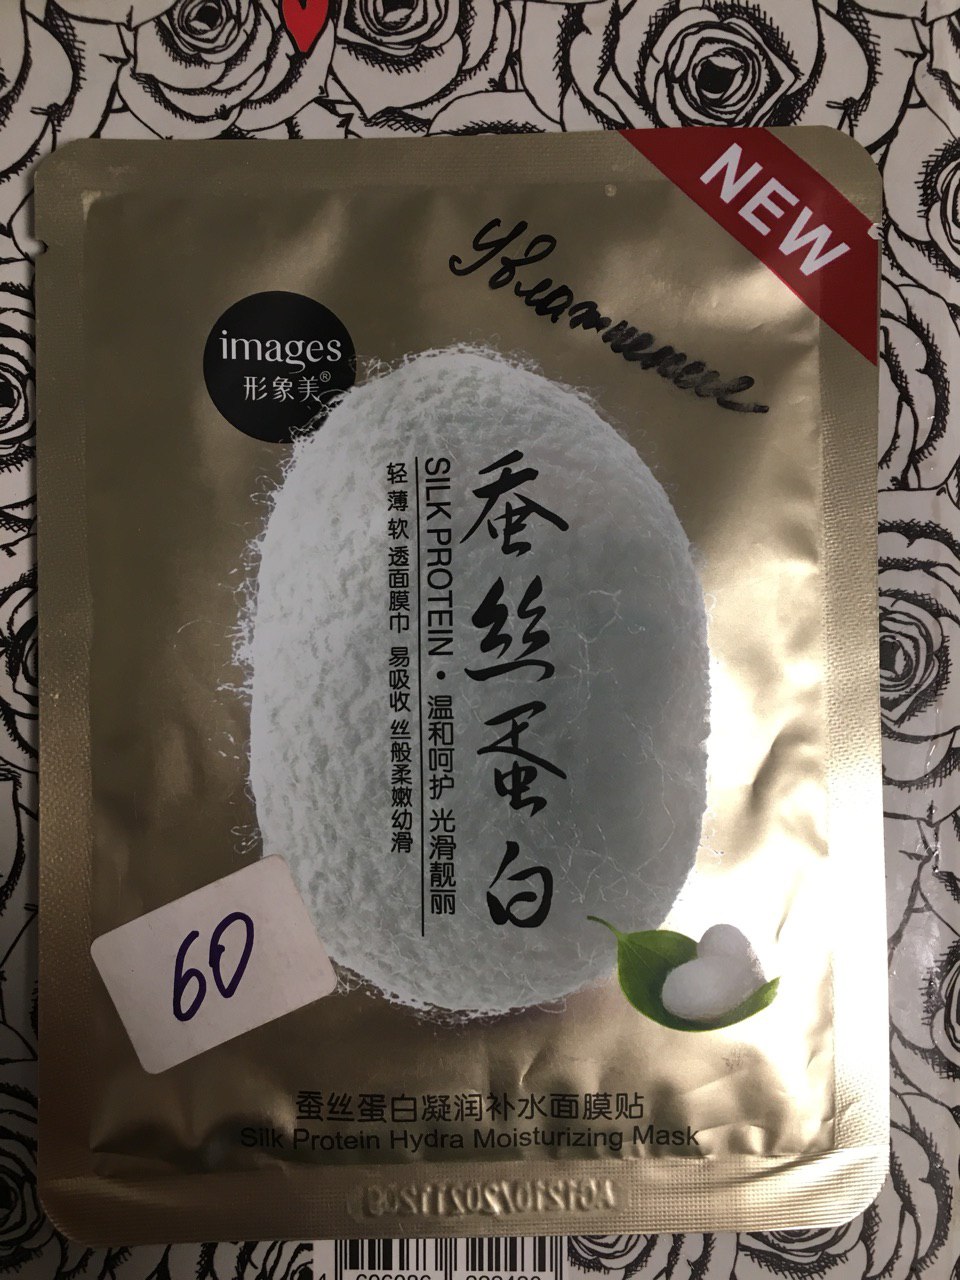 NEW
Увлажнение
images
形象美®
蚕丝蛋白
SILK PROTEIN · 温和呵护 光滑靓丽
轻 薄 软 透面膜巾 易吸收 丝般柔嫩幼滑
60
蚕丝蛋白凝润补水面膜贴
Silk Protein Hydra Moisturizing Mask